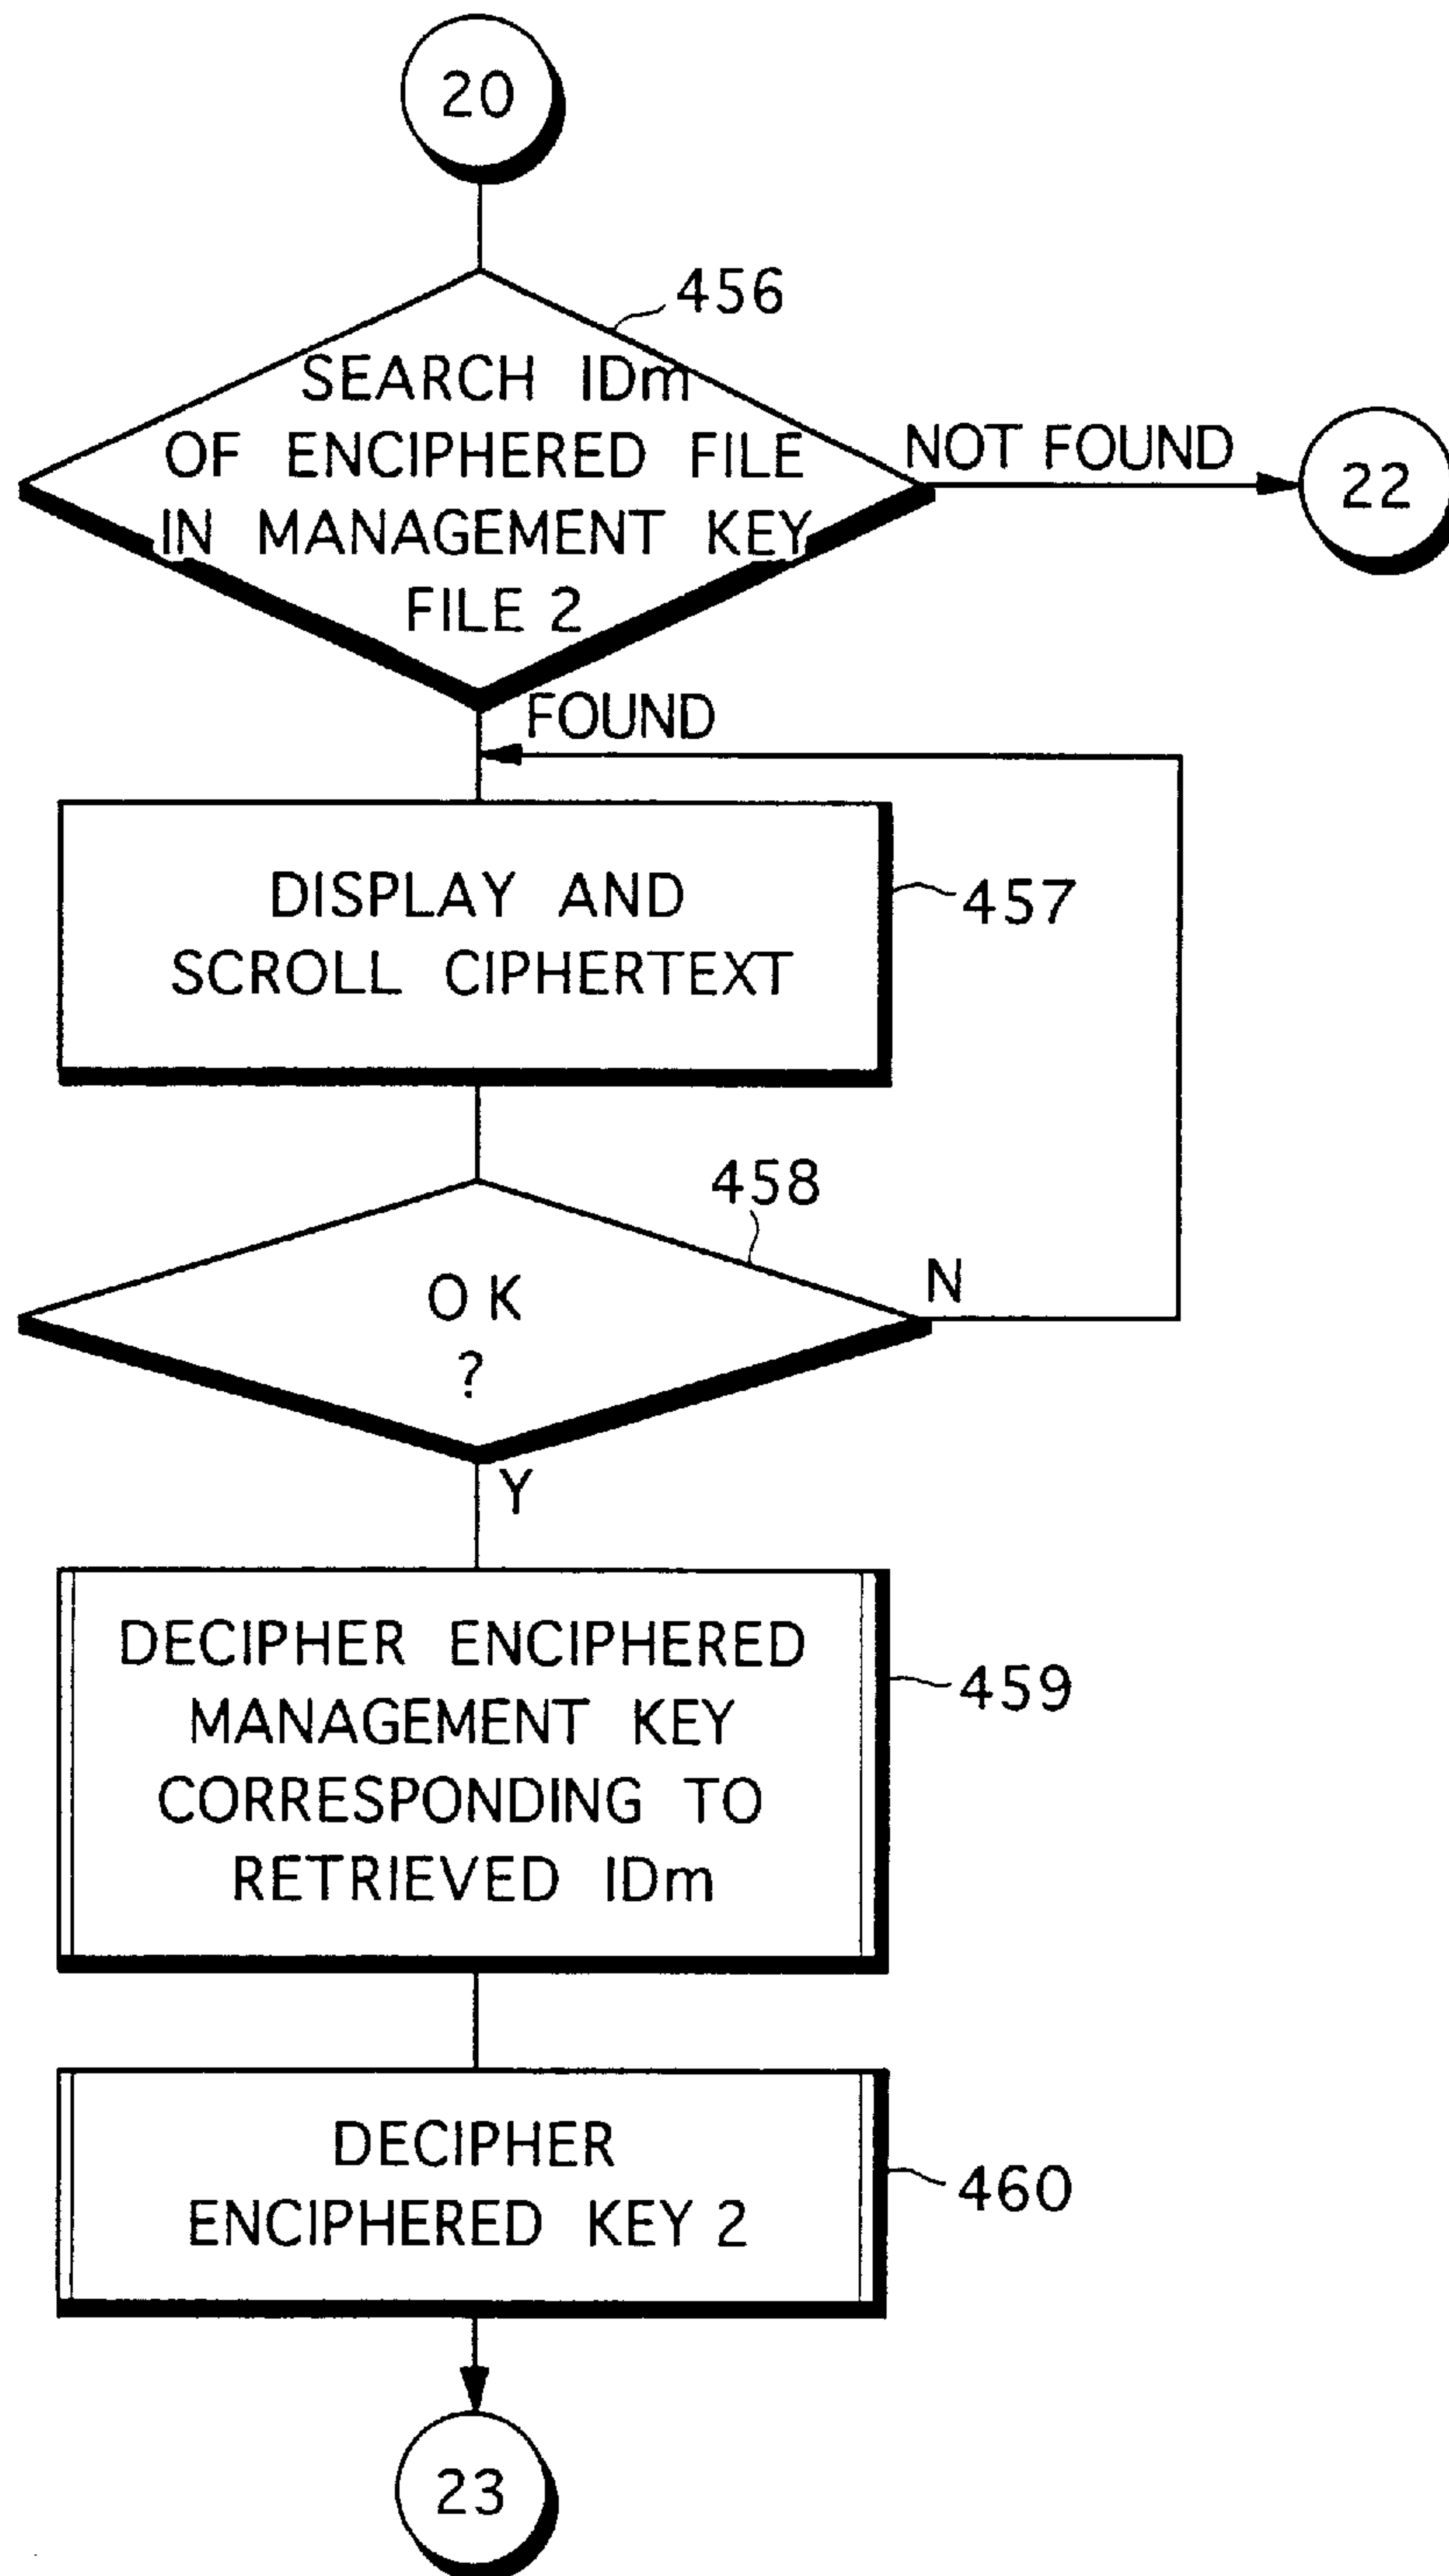 20
456
SEARCH IDm
OF ENCIPHERED FILE
IN MANAGEMENT KEY
FILE 2
NOT FOUND
22
FOUND
DISPLAY AND
SCROLL CIPHERTEXT
457
458
OK
?
N
Y
DECIPHER ENCIPHERED
MANAGEMENT KEY
CORRESPONDING TO
RETRIEVED IDm
459
DECIPHER
ENCIPHERED KEY 2
460
23